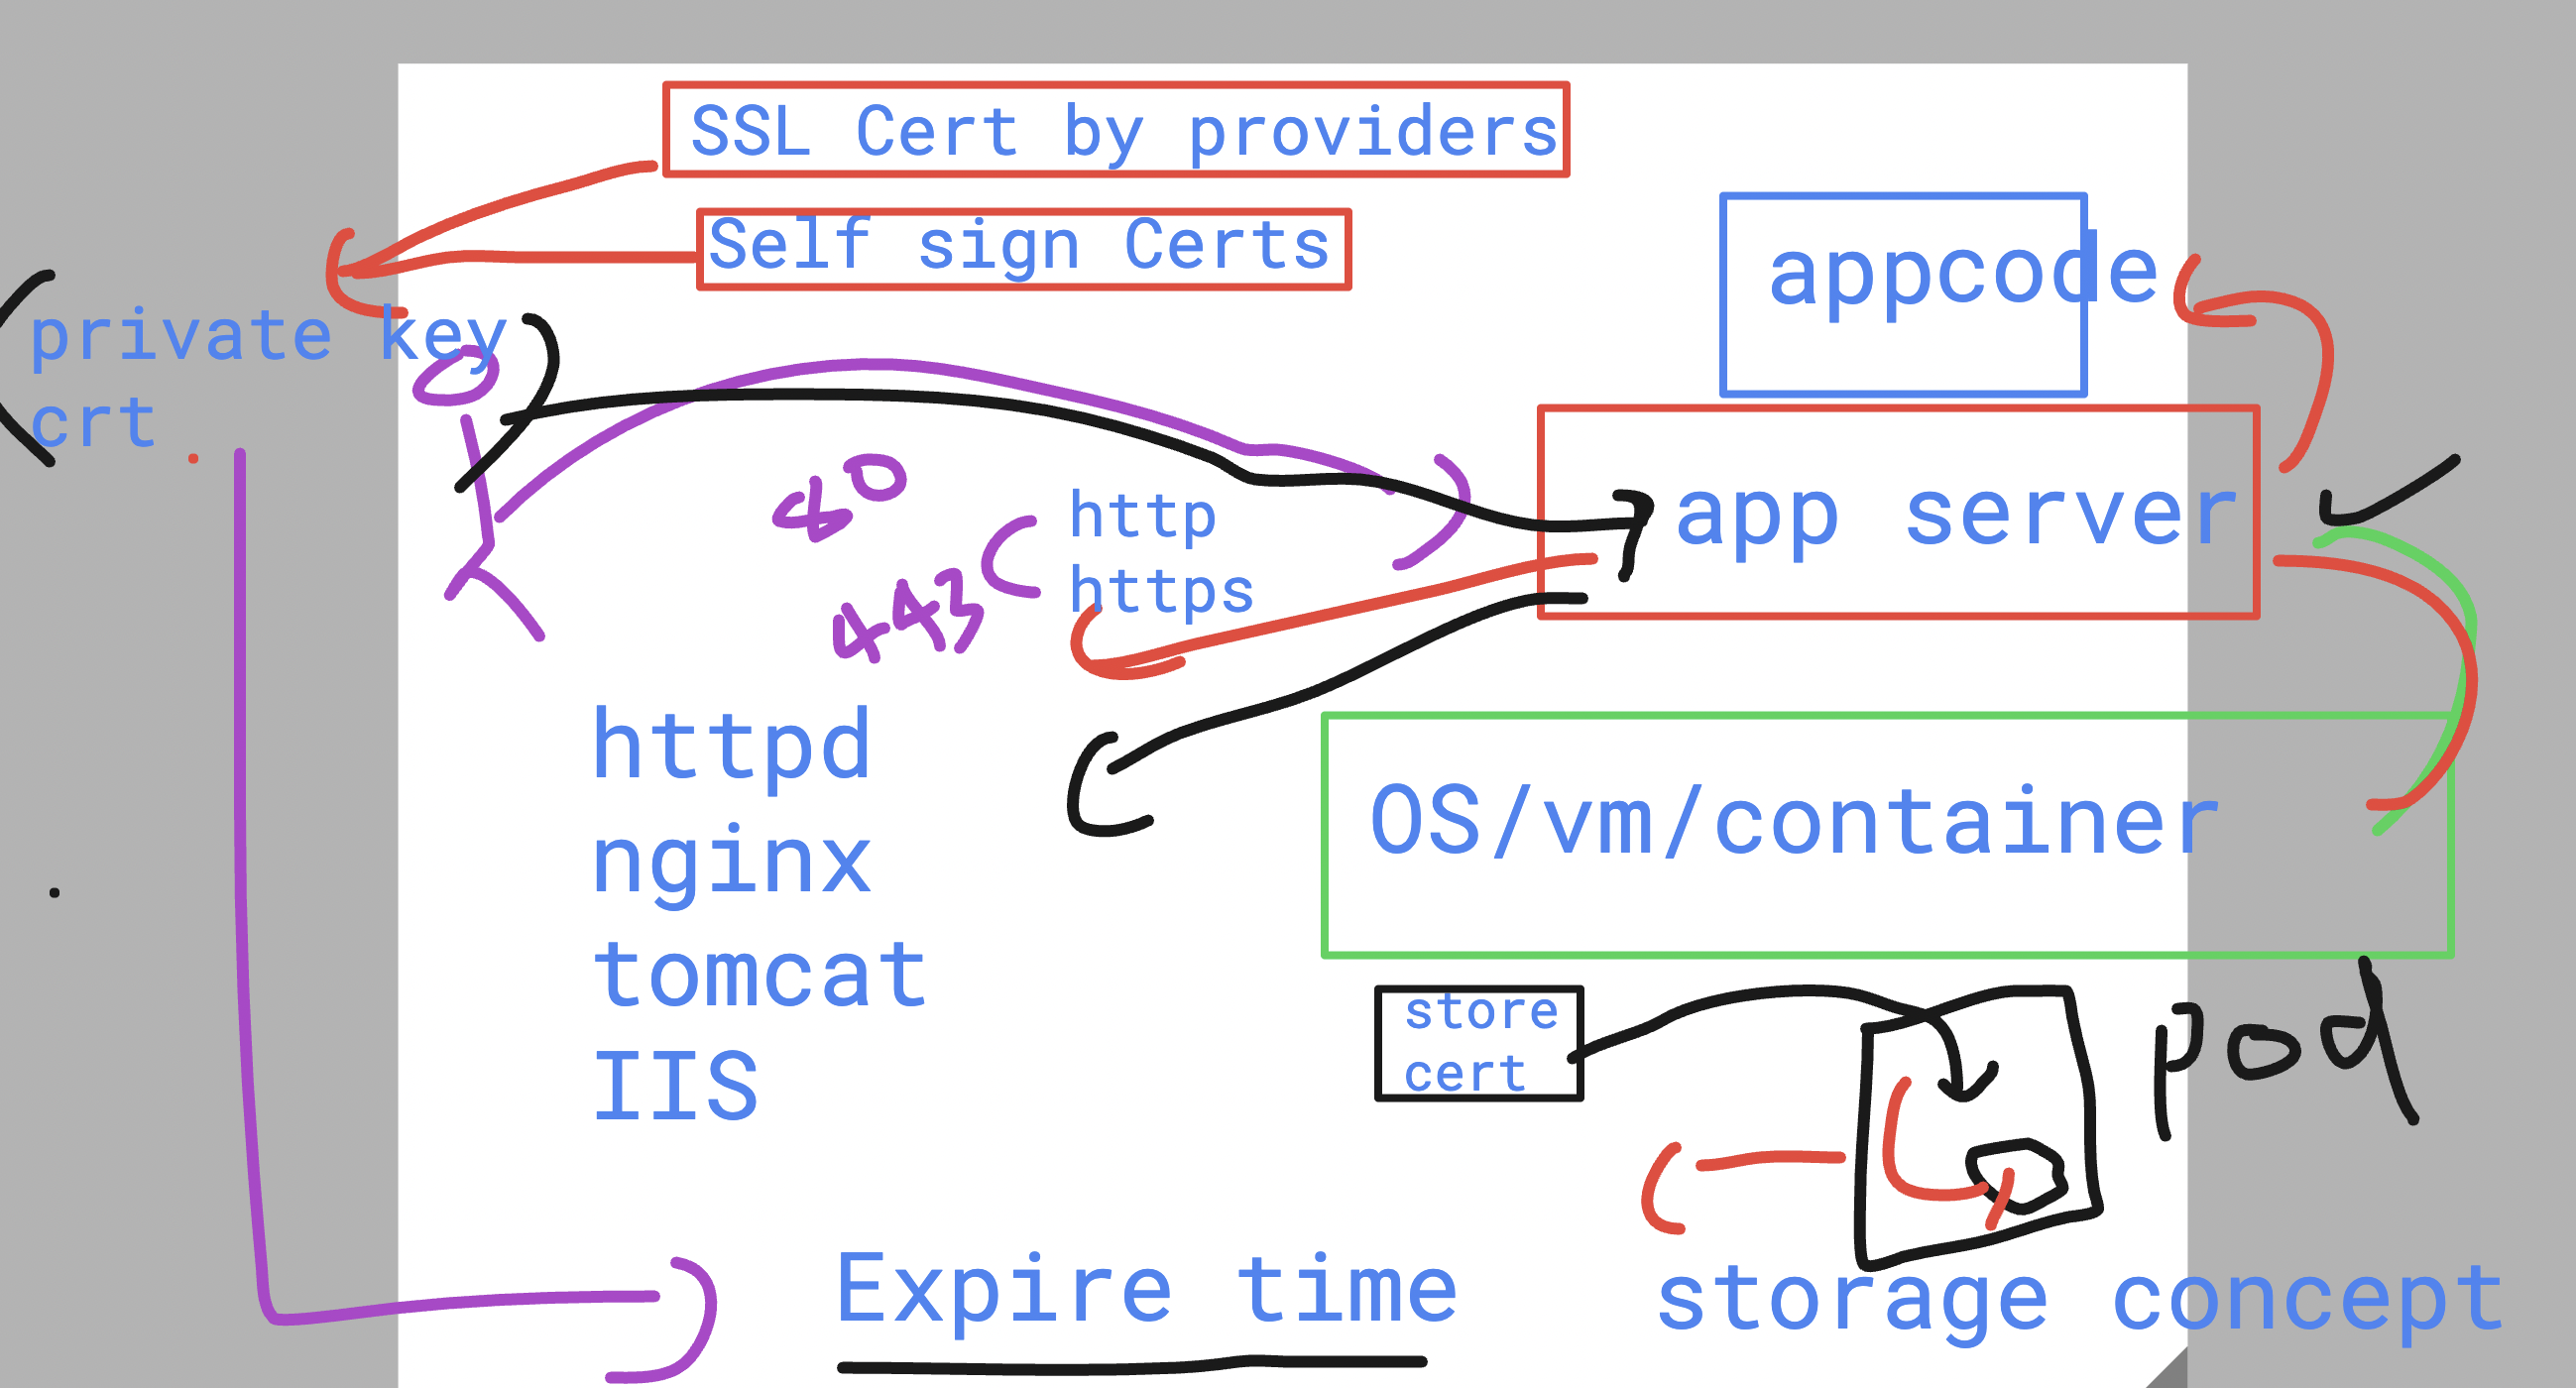 SSL Cert by providers
Self sign Certs
appcode
private key
crt
80
http
app server
443
https
httpd
OS/vm/container
nginx
tomcat
store
cert
pod
IIS
Expire time
storage concept